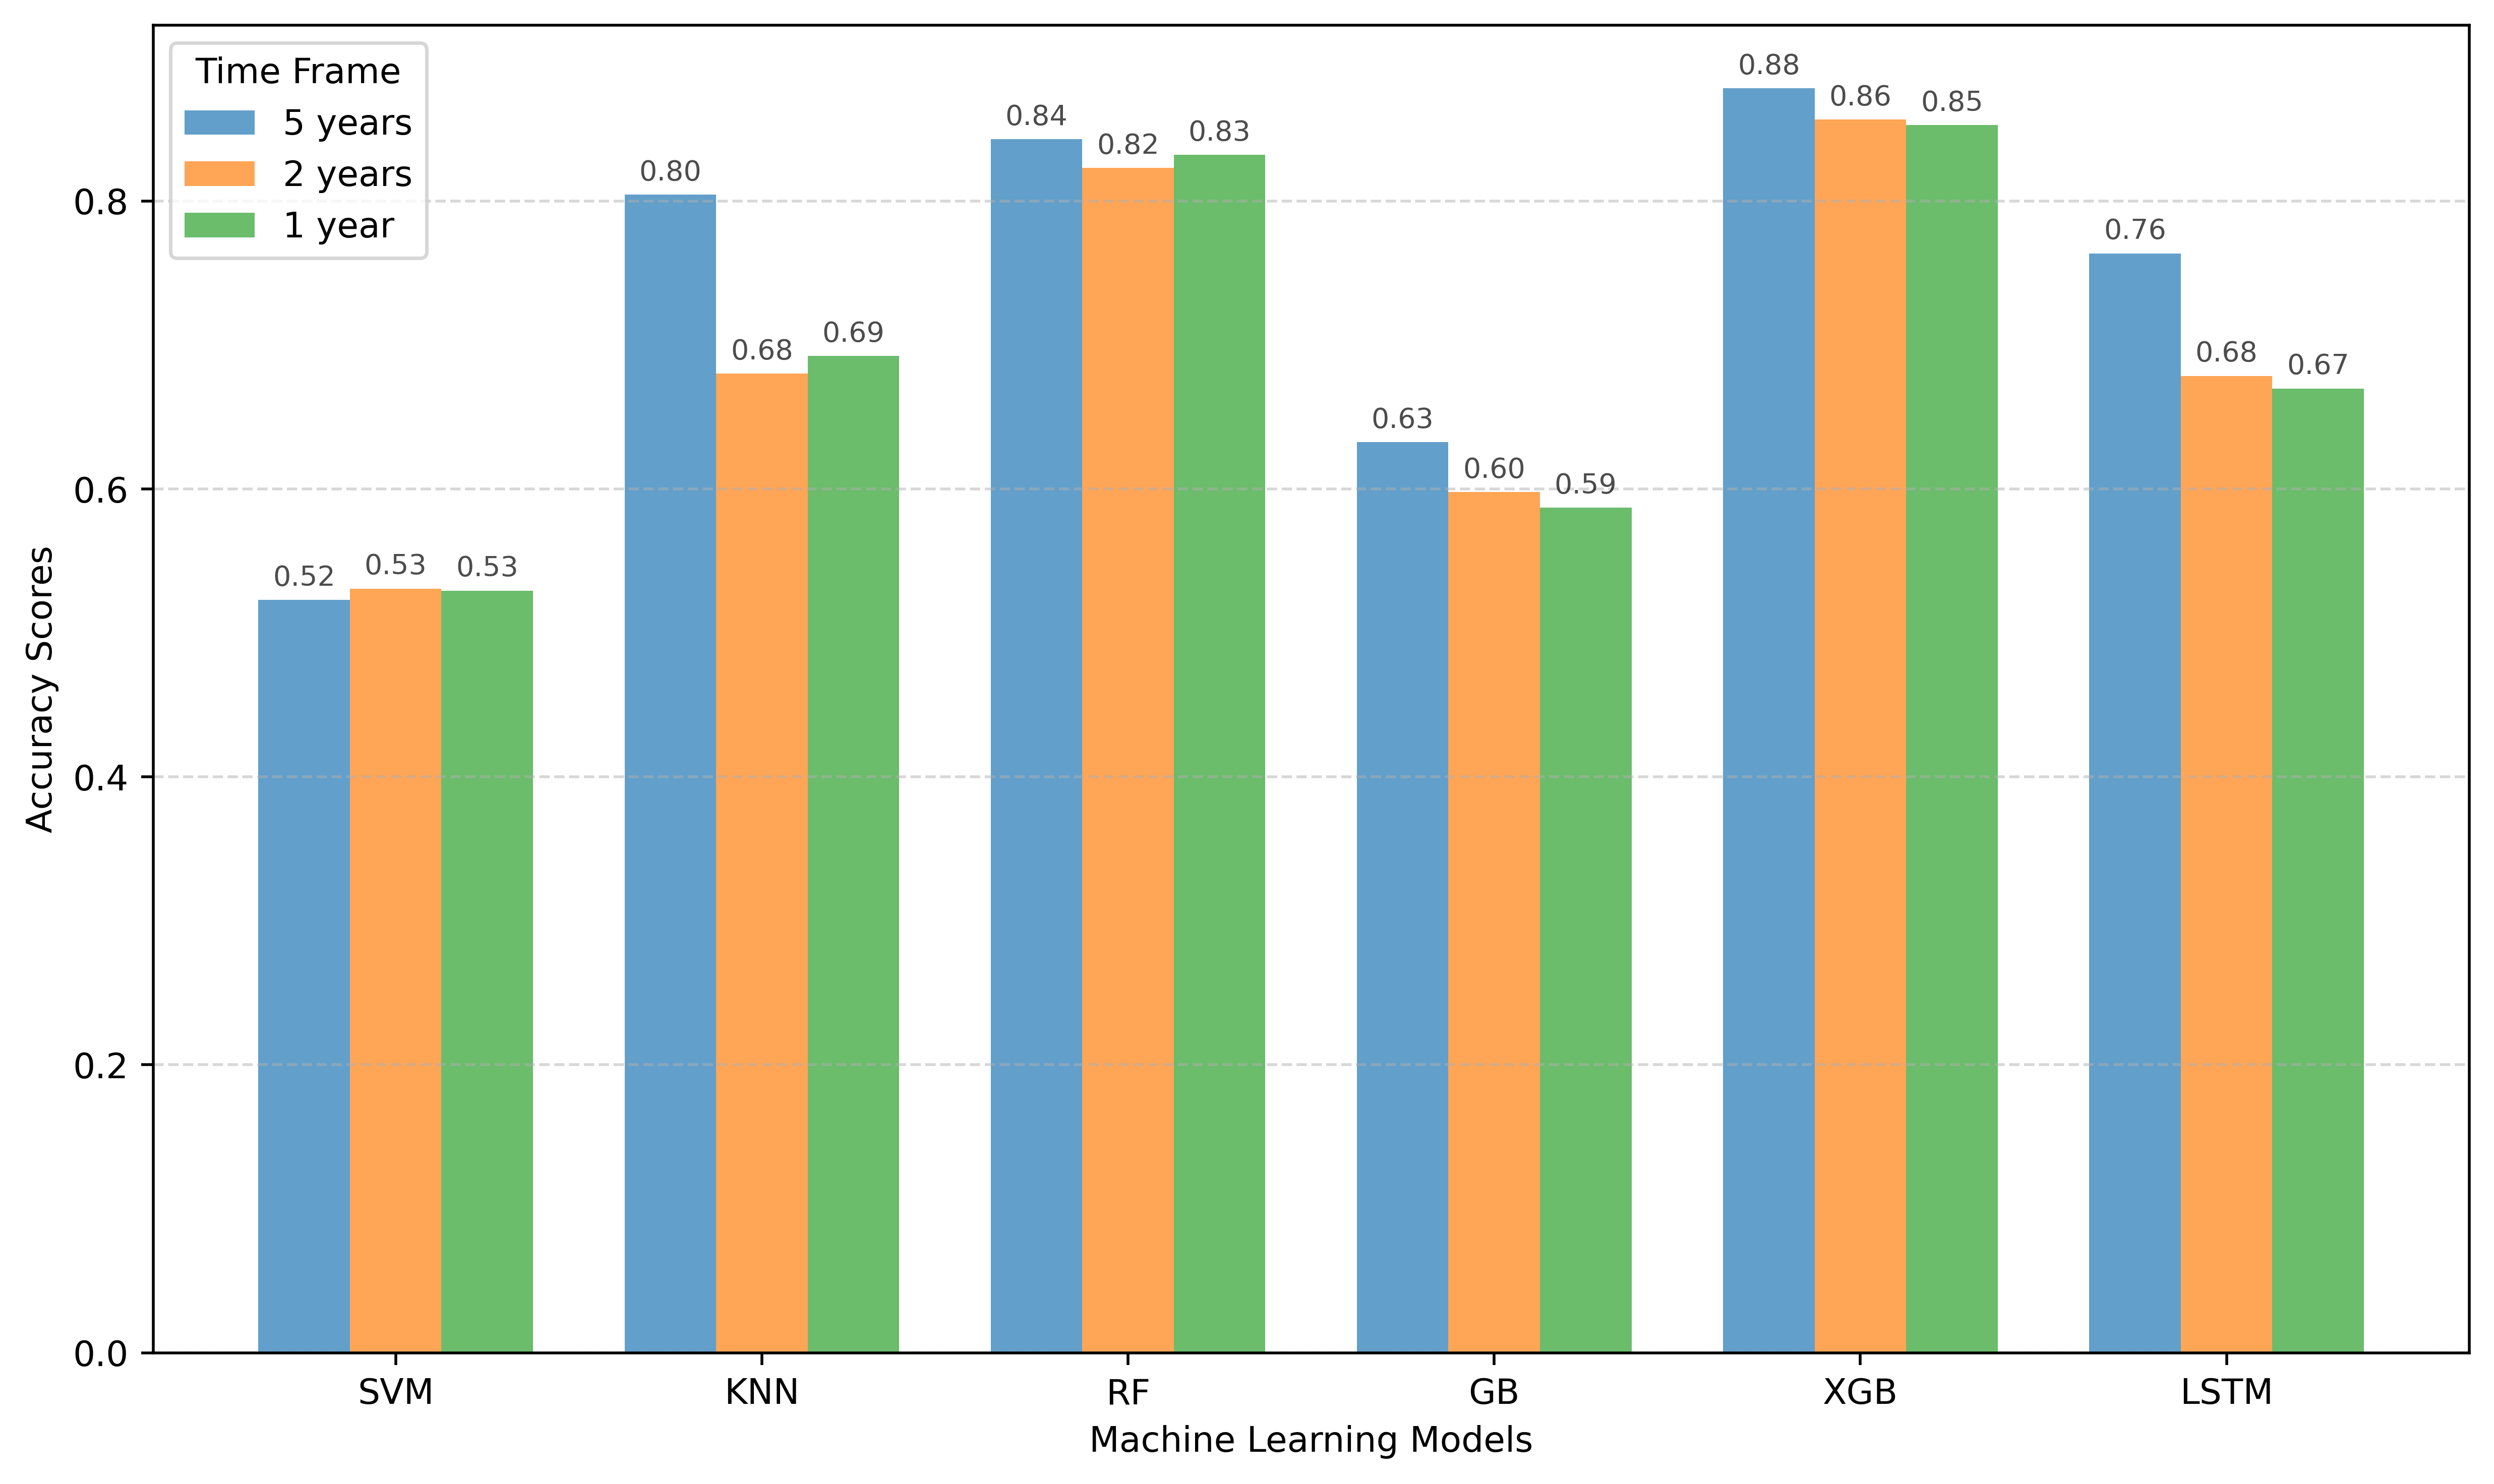 Time Frame
5 years
2 years
1 year
Accuracy Scores
0.8
0.6
0.4
0.2
0.0
0.52 0.53 0.53
0.80 0.68 0.69
0.84 0.82 0.83
0.63 0.60 0.59
0.88 0.86 0.85
0.76 0.68 0.67
SVM KNN RF GB XGB LSTM
Machine Learning Models